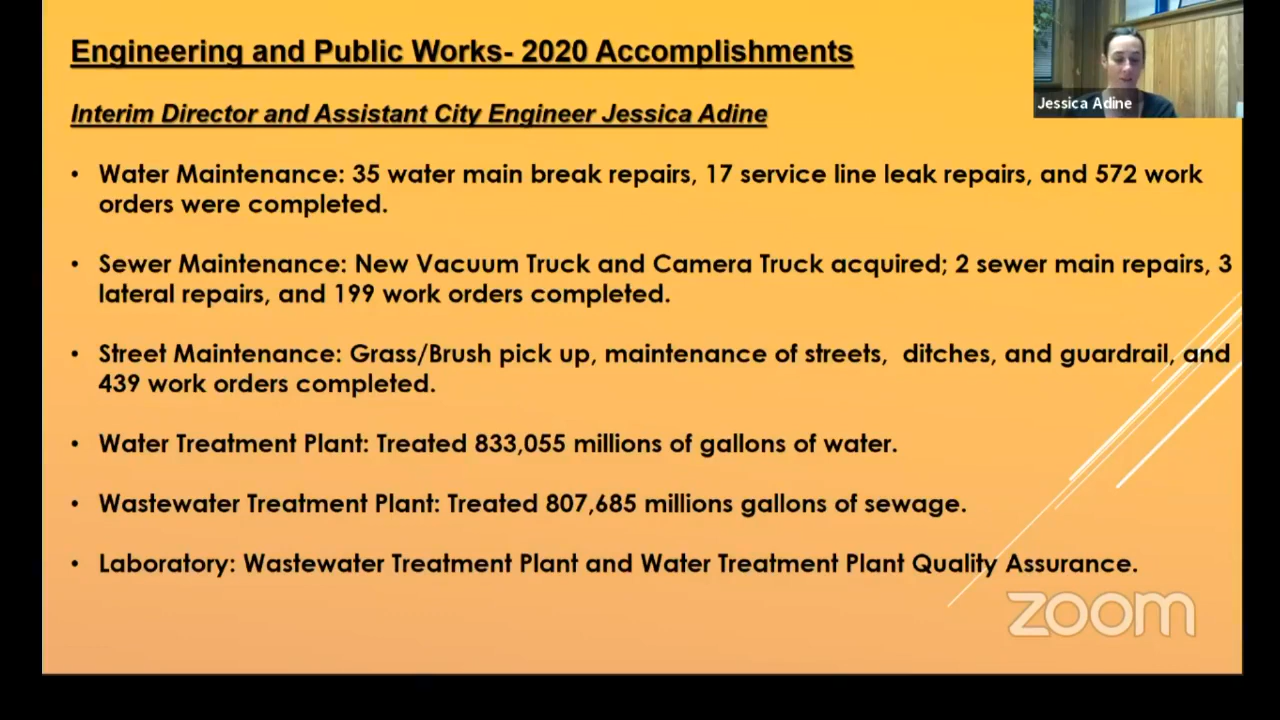 Engineering and Public Works- 2020 Accomplishments
Jessica Adine
Interim Director and Assistant City Engineer Jessica Adine
• Water Maintenance: 35 water main break repairs, 17 service line leak repairs, and 572 work
orders were completed.
• Sewer Maintenance: New Vacuum Truck and Camera Truck acquired; 2 sewer main repairs, 3
lateral repairs, and 199 work orders completed.
• Street Maintenance: Grass/Brush pick up, maintenance of streets,  ditches, and guardrail, and
439 work orders completed.
• Water Treatment Plant: Treated 833,055 millions of gallons of water.
• Wastewater Treatment Plant: Treated 807,685 millions gallons of sewage.
• Laboratory: Wastewater Treatment Plant and Water Treatment Plant Quality Assurance.
zoom